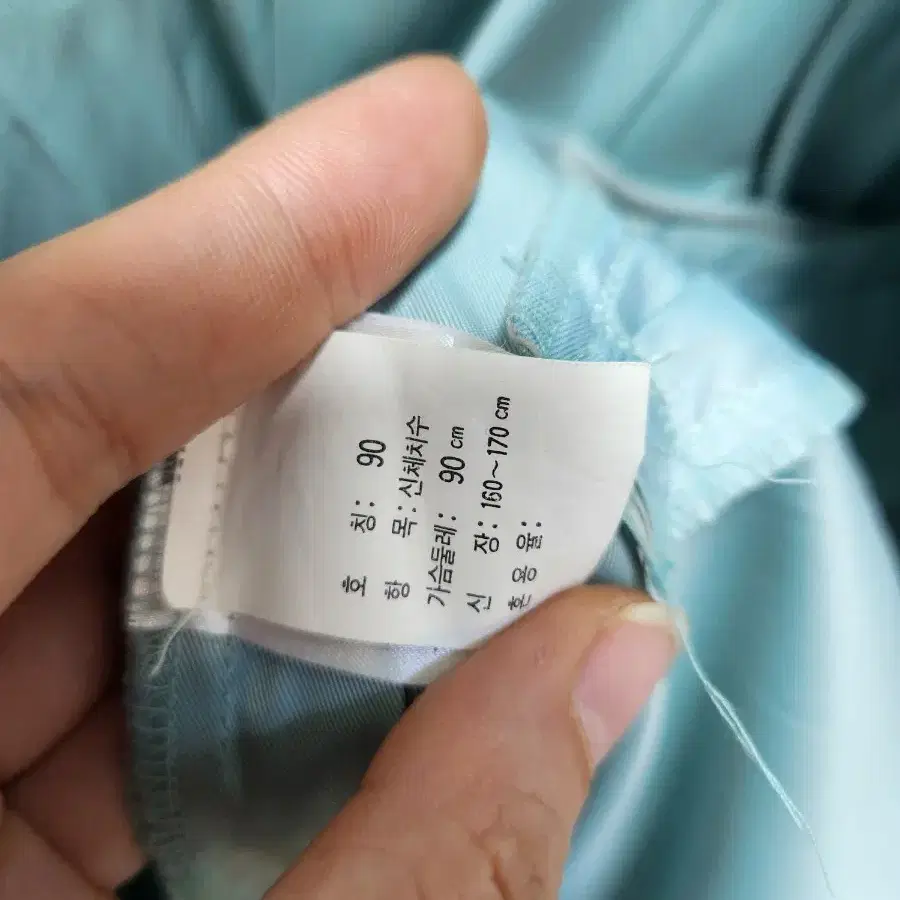 호 칭: 90
항 목: 신체치수
가슴둘레: 90 cm
신 장: 160~170 cm
혼용율: